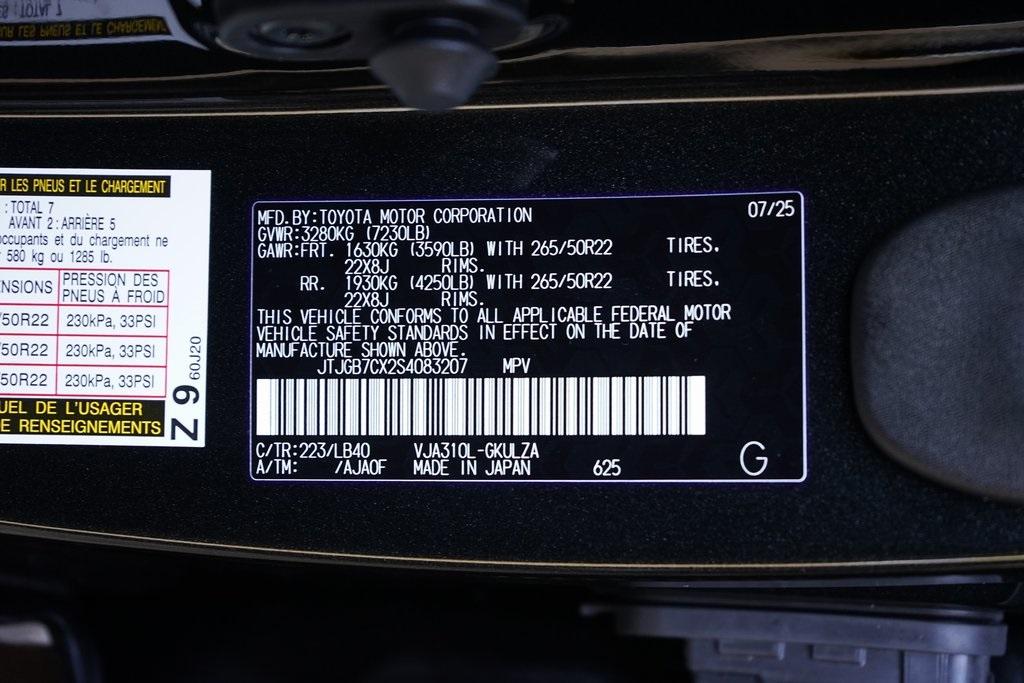 R LES PNEUS ET LE CHARGEMENT
: TOTAL 7
AVANT 2 : ARRIÈRE 5
occupants et du chargement ne
580 kg ou 1285 lb.
ENSIONS PRESSION DES PNEUS À FROID
/50R22 230kPa, 33PSI
/50R22 230kPa, 33PSI
/50R22 230kPa, 33PSI
UEL DE L'USAGER
E RENSEIGNEMENTS
Z 9 60J20
MFD. BY: TOYOTA MOTOR CORPORATION 07/25
GVWR:3280KG (7230LB)
GAWR:FRT. 1630KG (3590LB) WITH 265/50R22 TIRES.
22X8J RIMS.
RR. 1930KG (4250LB) WITH 265/50R22 TIRES.
22X8J RIMS.
THIS VEHICLE CONFORMS TO ALL APPLICABLE FEDERAL MOTOR
VEHICLE SAFETY STANDARDS IN EFFECT ON THE DATE OF
MANUFACTURE SHOWN ABOVE.
JTJGB7CX2S4083207 MPV
C/TR:223/LB40 VJA310L-GKULZA
A/TM: /AJA0F MADE IN JAPAN 625 G